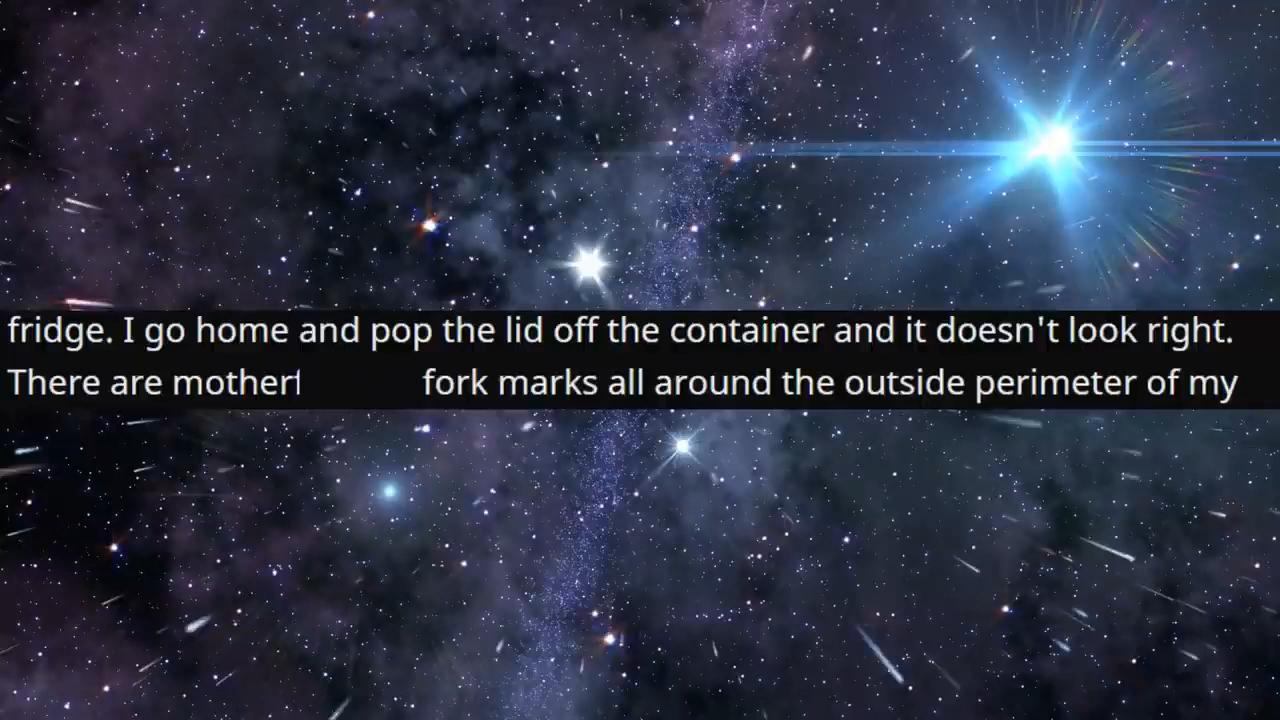 fridge. I go home and pop the lid off the container and it doesn't look right.
There are mother fork marks all around the outside perimeter of my